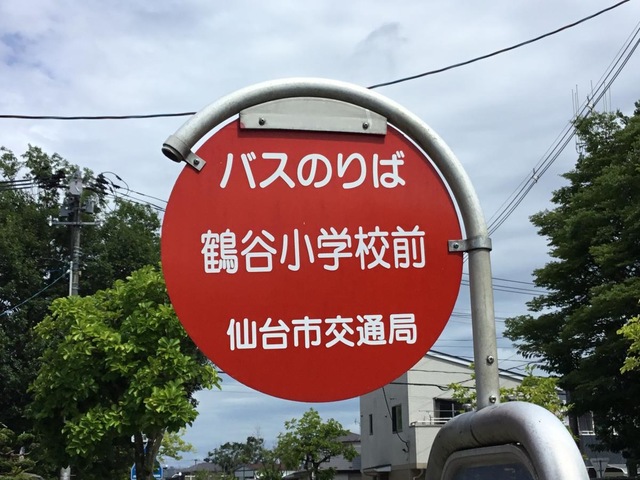 バスのりば
鶴谷小学校前
仙台市交通局